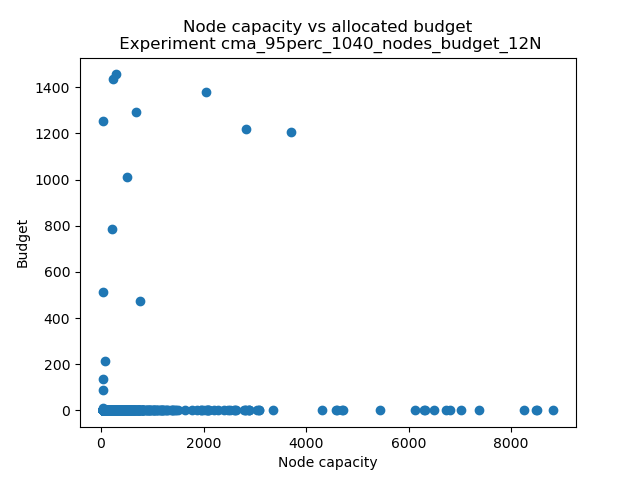 Node capacity vs allocated budget
Experiment cma_95perc_1040_nodes_budget_12N
1400
1200
1000
800
600
400
200
0
Budget
0 2000 4000 6000 8000
Node capacity